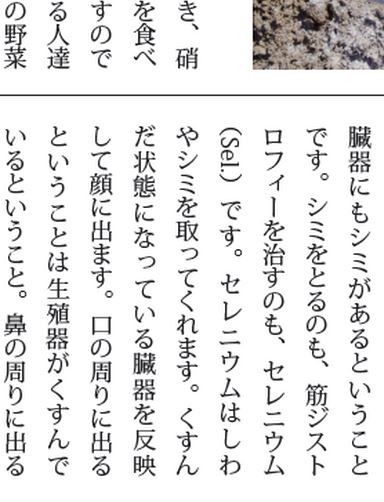 き、硝
を食べ
すので
る人達
の野菜
臓器にもシミがあるということ
です。シミをとるのも、筋ジスト
ロフィーを治すのも、セレニウム
（Sel.）です。セレニウムはしわ
やシミを取ってくれます。くすん
だ状態になっている臓器を反映
して顔に出ます。口の周りに出る
ということは生殖器がくすんで
いるということ。鼻の周りに出る